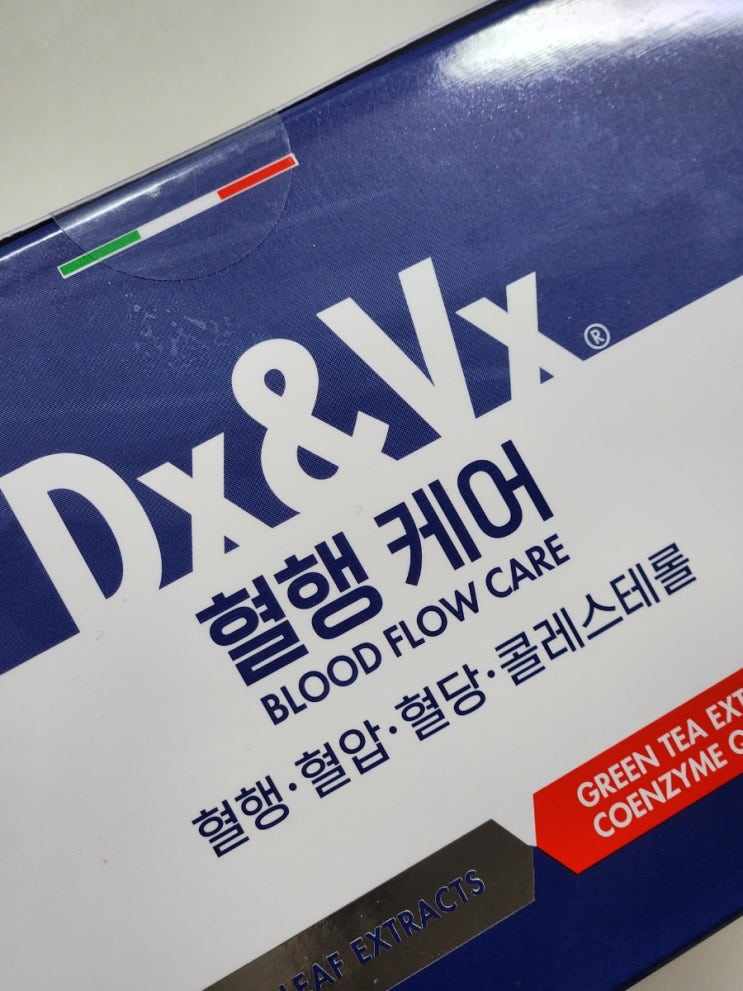 Dx&Vx®
혈행 케어
BLOOD FLOW CARE
혈행·혈압·혈당·콜레스테롤
GREEN TEA EXT
COENZYME Q
LEAF EXTRACTS